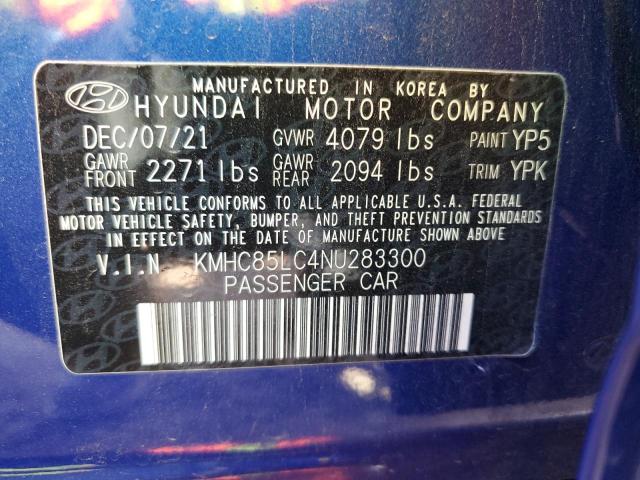 MANUFACTURED IN KOREA BY
HYUNDAI MOTOR COMPANY
DEC/07/21 GVWR 4079 lbs PAINT YP5
GAWR FRONT 2271 lbs GAWR REAR 2094 lbs TRIM YPK
THIS VEHICLE CONFORMS TO ALL APPLICABLE U.S.A. FEDERAL
MOTOR VEHICLE SAFETY, BUMPER, AND THEFT PREVENTION STANDARDS
IN EFFECT ON THE DATE OF MANUFACTURE SHOWN ABOVE.
V.I.N KMHC85LC4NU283300
PASSENGER CAR